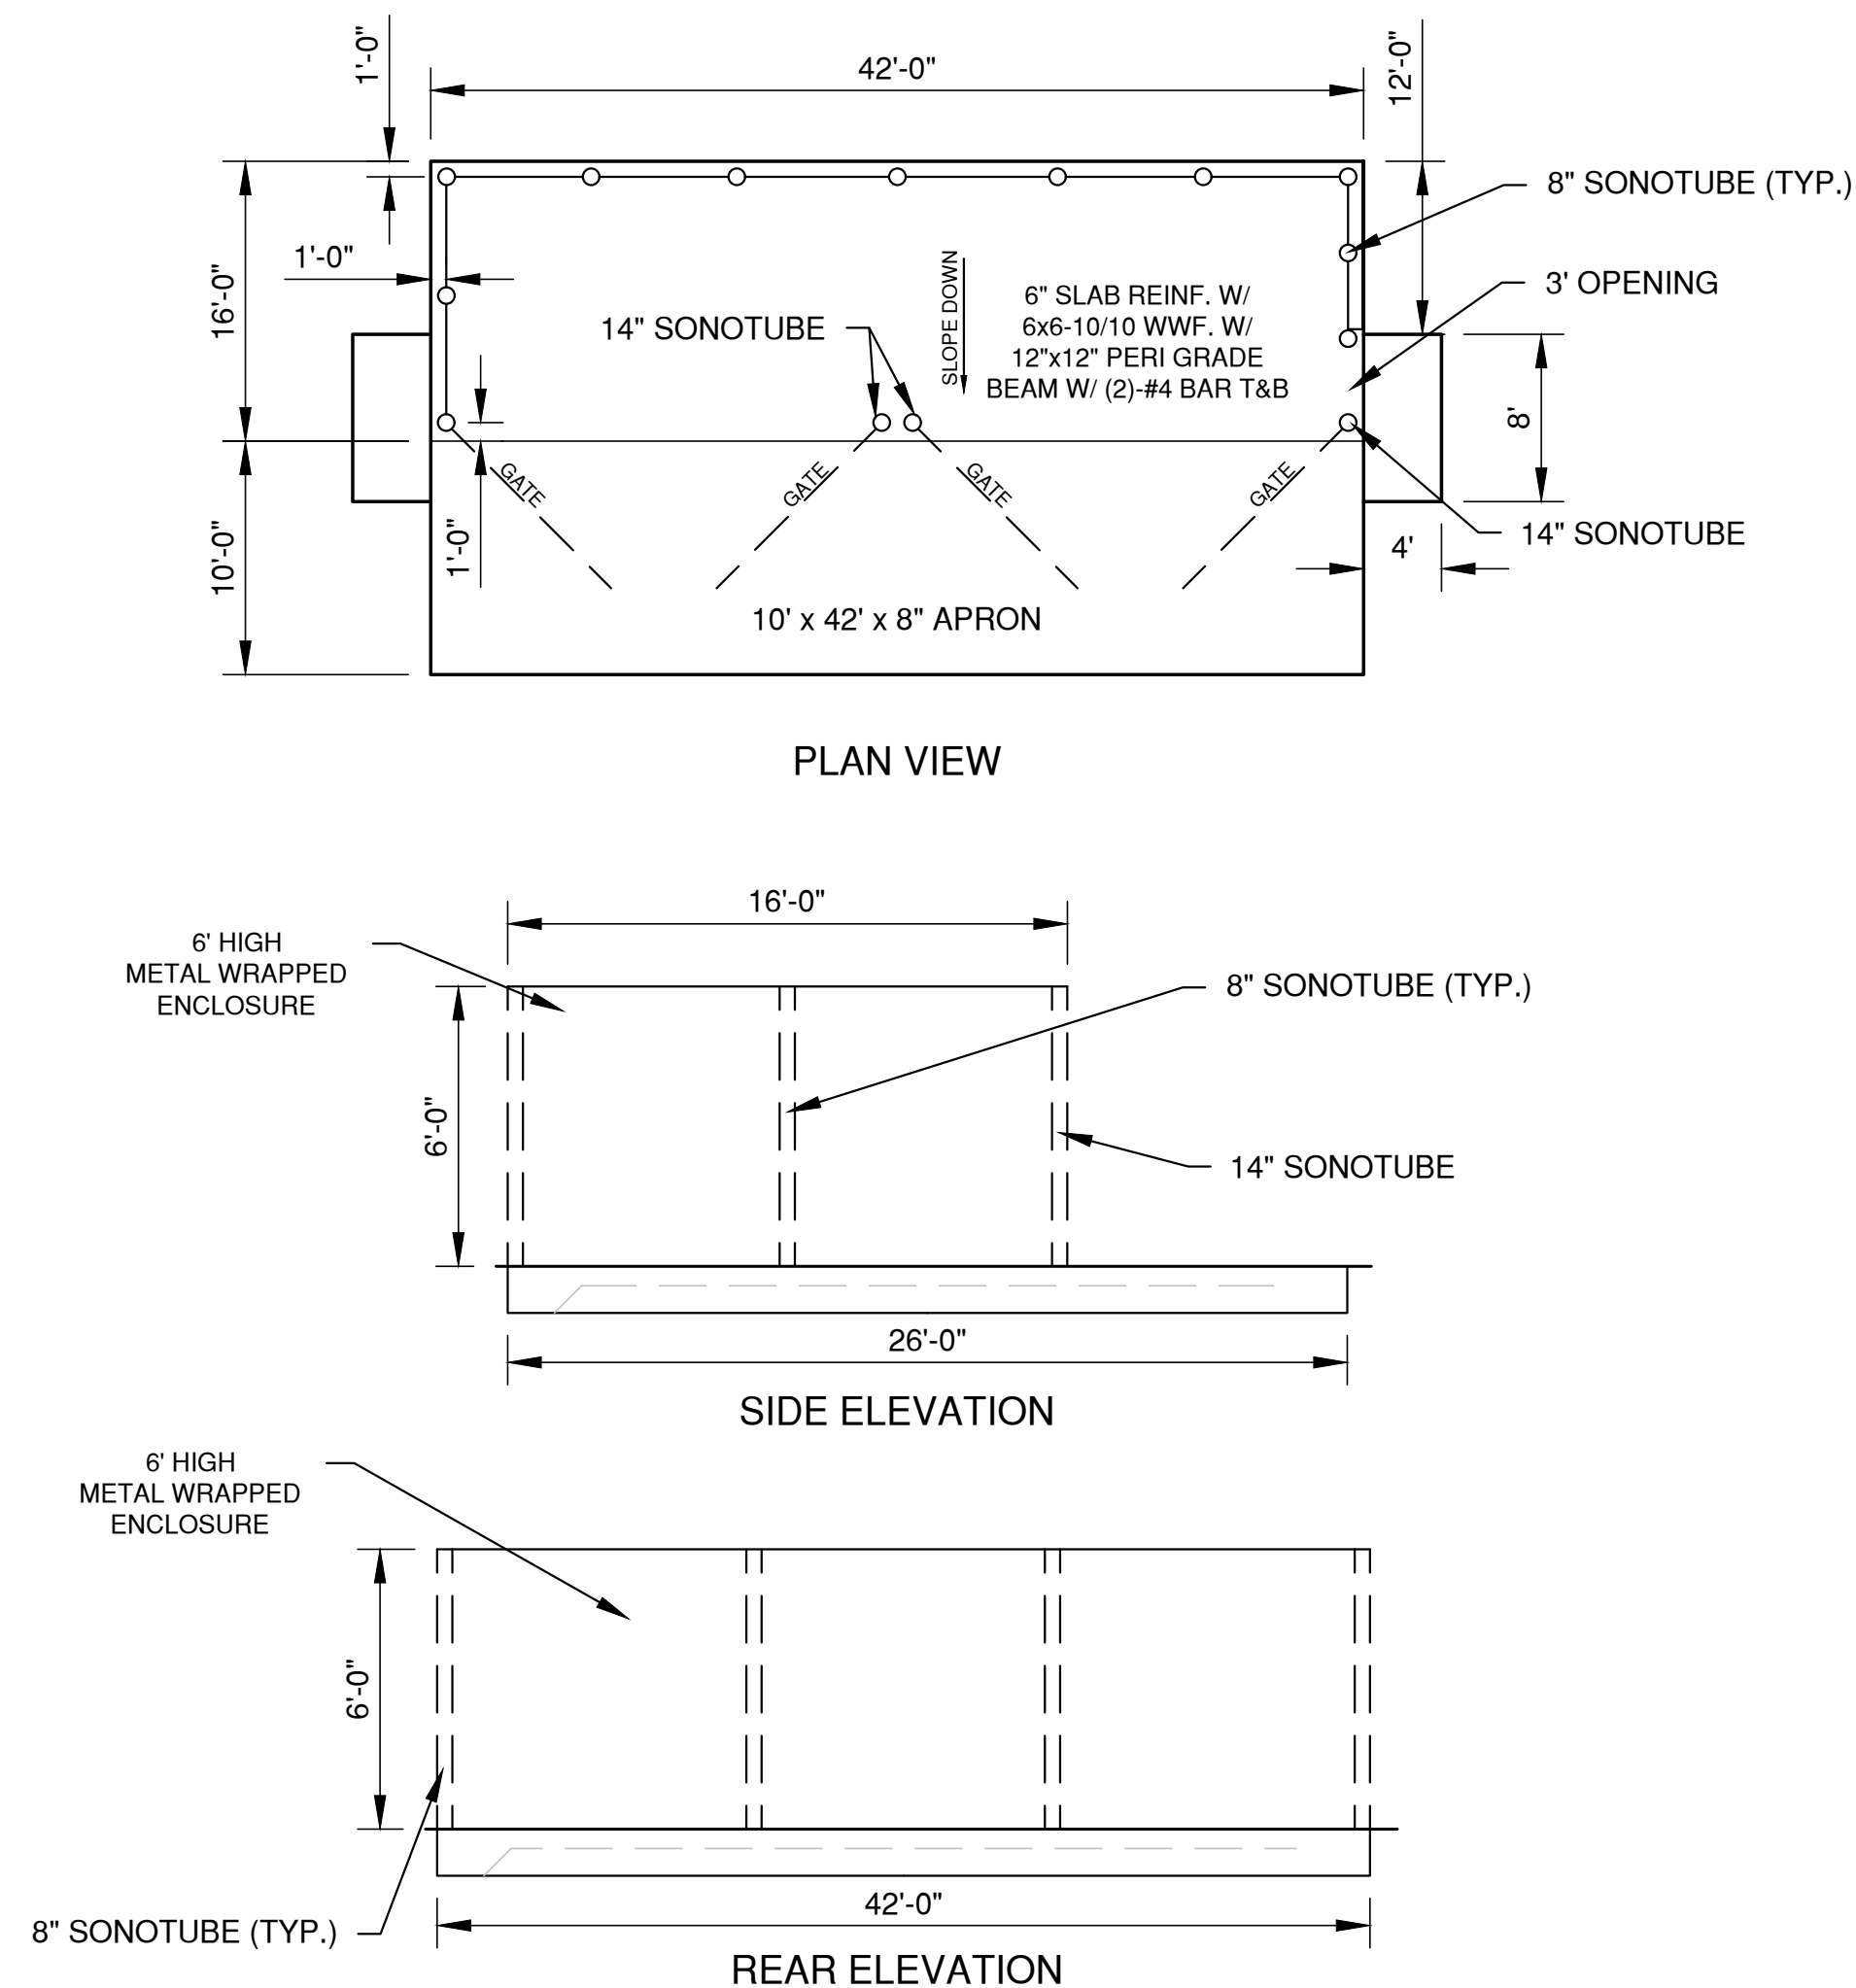 1'-0"
42'-0"
12'-0"
8" SONOTUBE (TYP.)
1'-0"
16'-0"
3' OPENING
SLOPE DOWN
6" SLAB REINF. W/
6x6-10/10 WWF. W/
12"x12" PERI GRADE
BEAM W/ (2)-#4 BAR T&B
14" SONOTUBE
8'
GATE
GATE
GATE
GATE
10'-0"
1'-0"
14" SONOTUBE
4'
10' x 42' x 8" APRON
PLAN VIEW
16'-0"
6' HIGH
METAL WRAPPED
ENCLOSURE
8" SONOTUBE (TYP.)
6'-0"
14" SONOTUBE
26'-0"
SIDE ELEVATION
6' HIGH
METAL WRAPPED
ENCLOSURE
6'-0"
42'-0"
8" SONOTUBE (TYP.)
REAR ELEVATION